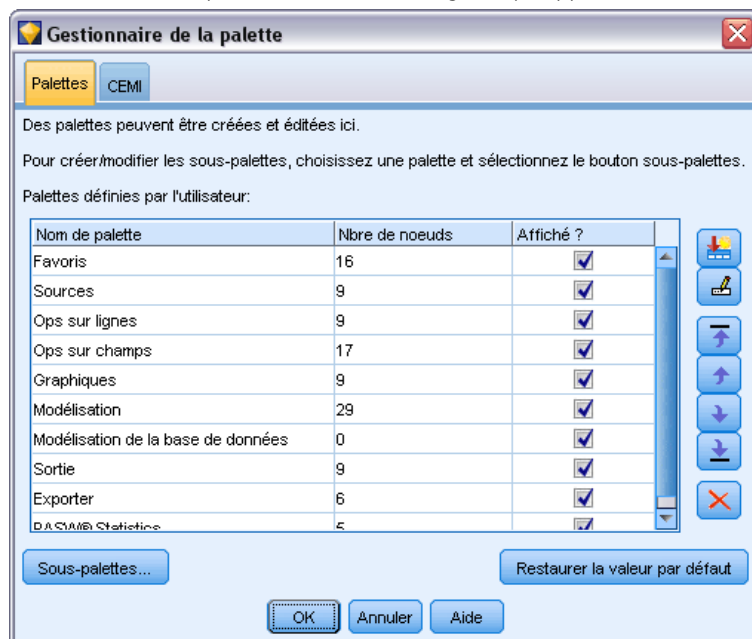 Gestionnaire de la palette
Palettes CEMI
Des palettes peuvent être créées et éditées ici.
Pour créer/modifier les sous-palettes, choisissez une palette et sélectionnez le bouton sous-palettes.
Palettes définies par l'utilisateur:
Nom de palette Nbre de noeuds Affiché ?
Favoris 16
Sources 9
Ops sur lignes 9
Ops sur champs 17
Graphiques 9
Modélisation 29
Modélisation de la base de données 0
Sortie 9
Exporter 6
PASW® Statistics 5
Sous-palettes... Restaurer la valeur par défaut
OK Annuler Aide